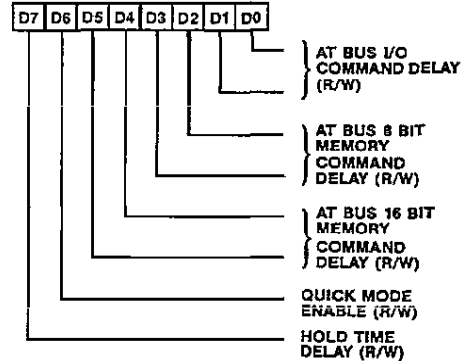 D7 D6 D5 D4 D3 D2 D1 D0
AT BUS I/O
COMMAND DELAY
(R/W)
AT BUS 8 BIT
MEMORY
COMMAND
DELAY (R/W)
AT BUS 16 BIT
MEMORY
COMMAND
DELAY (R/W)
QUICK MODE
ENABLE (R/W)
HOLD TIME
DELAY (R/W)